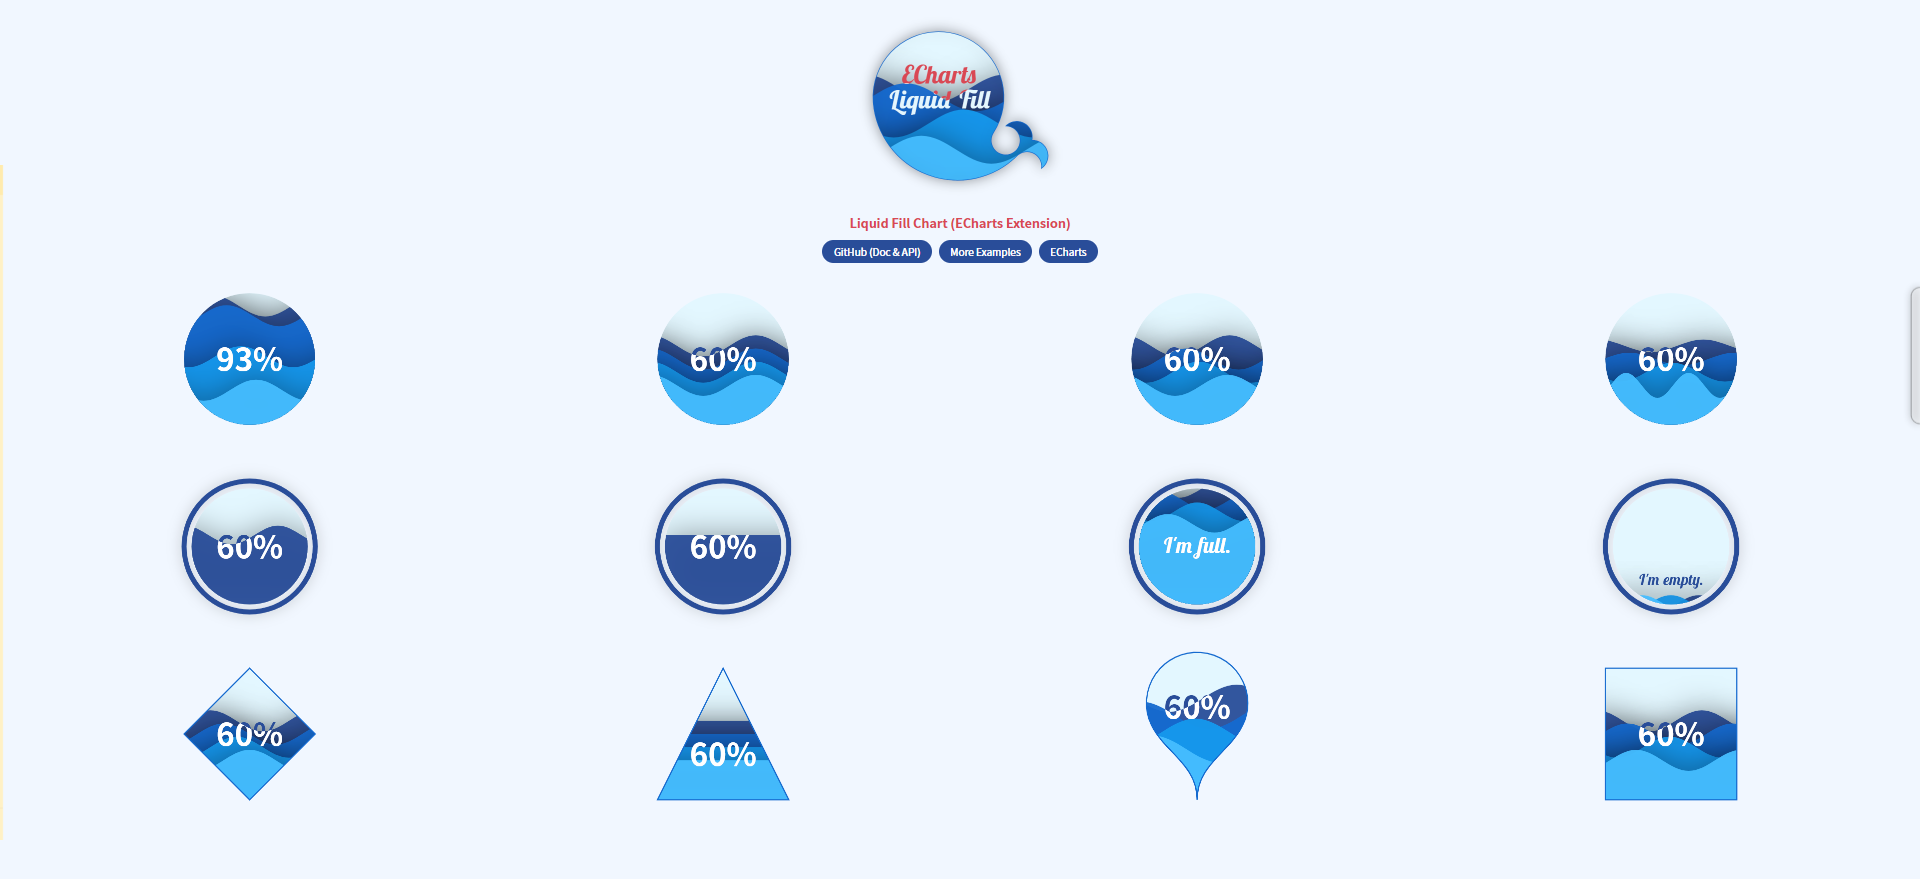 ECharts
Liquid Fill
Liquid Fill Chart (ECharts Extension)
GitHub (Doc & API) More Examples ECharts
93% 60% 60% 60%
60% 60% I'm full. I'm empty.
60% 60% 60% 60%